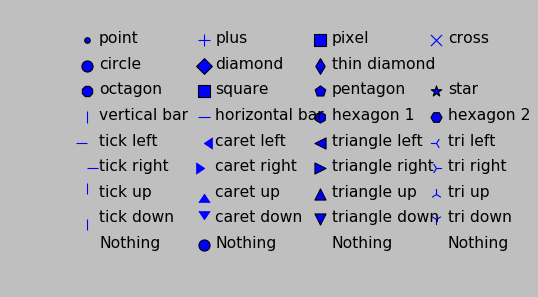 point plus pixel cross
circle diamond thin diamond
octagon square pentagon star
vertical bar horizontal bar hexagon 1 hexagon 2
tick left caret left triangle left tri left
tick right caret right triangle right tri right
tick up caret up triangle up tri up
tick down caret down triangle down tri down
Nothing Nothing Nothing Nothing